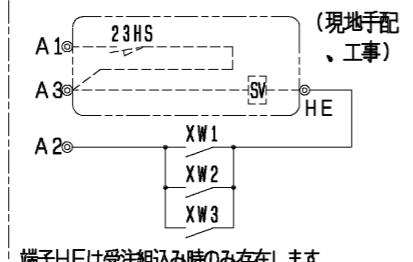 (現地手配
、工事)
23HS
A1
A3
SV
HE
A2
XW1
XW2
XW3
端子HEは受注組込み時のみ存在します